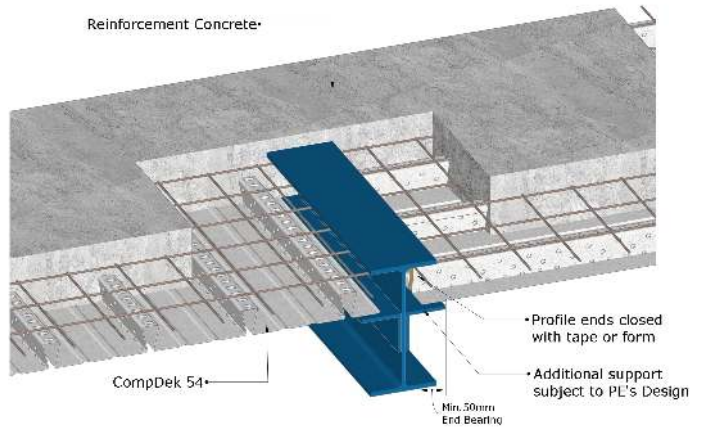 Reinforcement Concrete
Profile ends closed
with tape or form
CompDek 54
Additional support
subject to PE's Design
Min.50mm
End Bearing